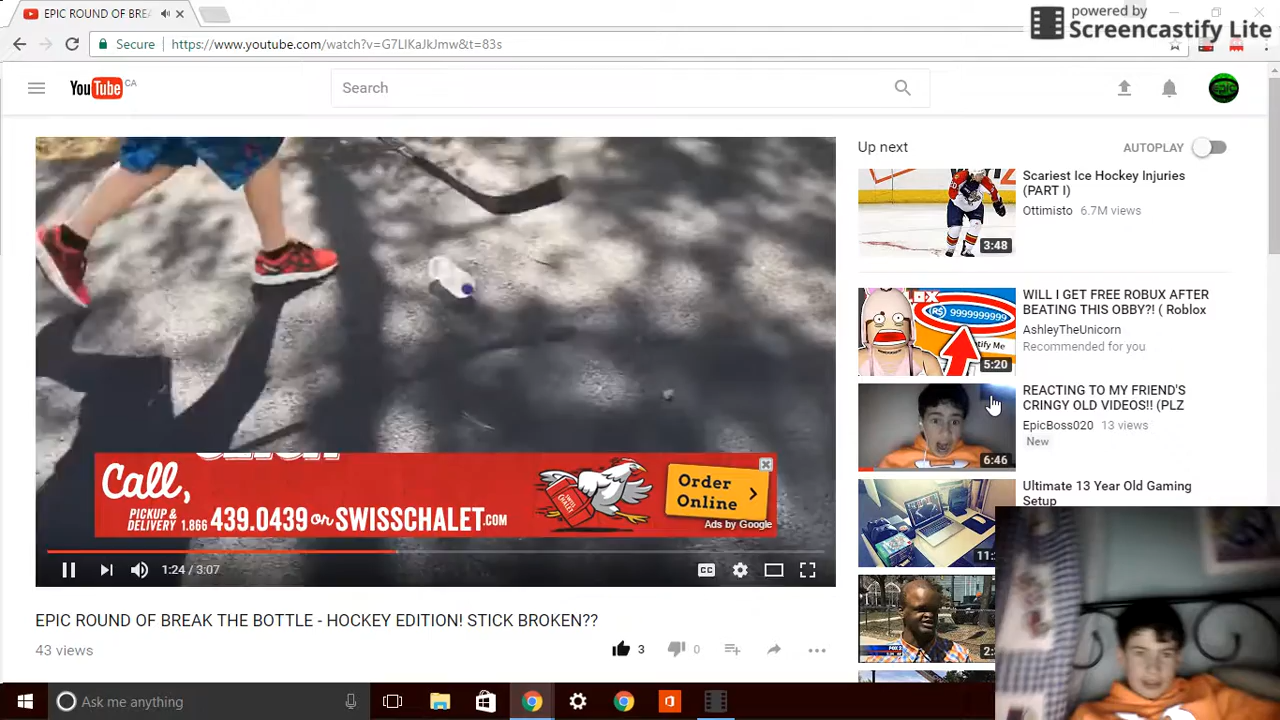 powered by
Screencastify Lite
EPIC ROUND OF BRE
Secure https://www.youtube.com/watch?v=G7LIKaJkJmw&t=83s
YouTube CA
Search
Up next
AUTOPLAY
Scariest Ice Hockey Injuries
(PART I)
Ottimisto 6.7M views
3:48
WILL I GET FREE ROBUX AFTER
BEATING THIS OBBY?! ( Roblox
AshleyTheUnicorn
Recommended for you
R$ 9999999999
5:20
REACTING TO MY FRIEND'S
CRINGY OLD VIDEOS!! (PLZ
EpicBoss020 13 views
New
6:46
Ultimate 13 Year Old Gaming
Setup
Call,
PICKUP &
DELIVERY 1.866 439.0439 or SWISSCHALET.COM
Order
Online
Ads by Google
1:24 / 3:07
CC
EPIC ROUND OF BREAK THE BOTTLE - HOCKEY EDITION! STICK BROKEN??
43 views
3
0
Ask me anything